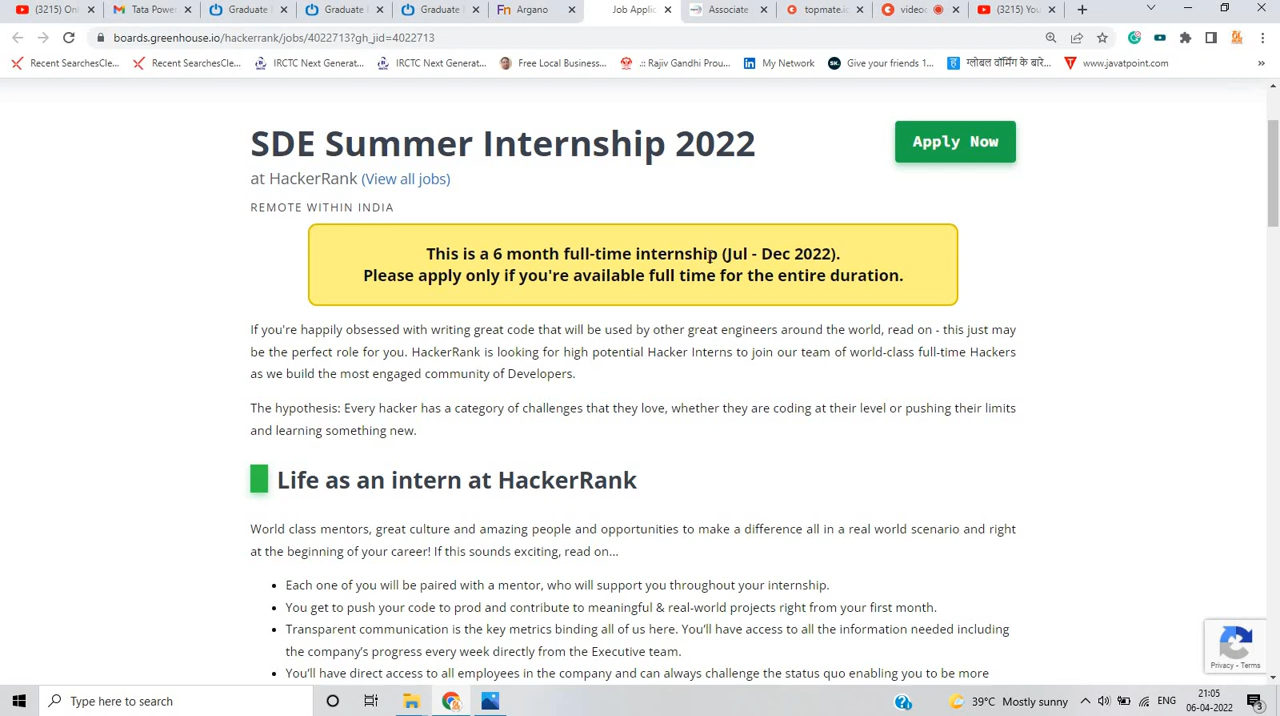 (3215) Onl
Tata Power
Graduate
Graduate
Graduate
Argano
Job Applic
Associate
topmate.ic
videoc
(3215) You
boards.greenhouse.io/hackerrank/jobs/4022713?gh_jid=4022713
Recent SearchesCle...
Recent SearchesCle...
IRCTC Next Generat...
IRCTC Next Generat...
Free Local Business...
.:: Rajiv Gandhi Prou...
My Network
Give your friends 1...
ग्लोबल वॉर्मिंग के बारे...
www.javatpoint.com
»
SDE Summer Internship 2022
Apply Now
at HackerRank (View all jobs)
REMOTE WITHIN INDIA
This is a 6 month full-time internship (Jul - Dec 2022).
Please apply only if you're available full time for the entire duration.
If you're happily obsessed with writing great code that will be used by other great engineers around the world, read on - this just may
be the perfect role for you. HackerRank is looking for high potential Hacker Interns to join our team of world-class full-time Hackers
as we build the most engaged community of Developers.
The hypothesis: Every hacker has a category of challenges that they love, whether they are coding at their level or pushing their limits
and learning something new.
Life as an intern at HackerRank
World class mentors, great culture and amazing people and opportunities to make a difference all in a real world scenario and right
at the beginning of your career! If this sounds exciting, read on...
• Each one of you will be paired with a mentor, who will support you throughout your internship.
• You get to push your code to prod and contribute to meaningful & real-world projects right from your first month.
• Transparent communication is the key metrics binding all of us here. You'll have access to all the information needed including
the company's progress every week directly from the Executive team.
• You'll have direct access to all employees in the company and can always challenge the status quo enabling you to be more
Privacy - Terms
Type here to search
39°C Mostly sunny
ENG
21:05
06-04-2022
3